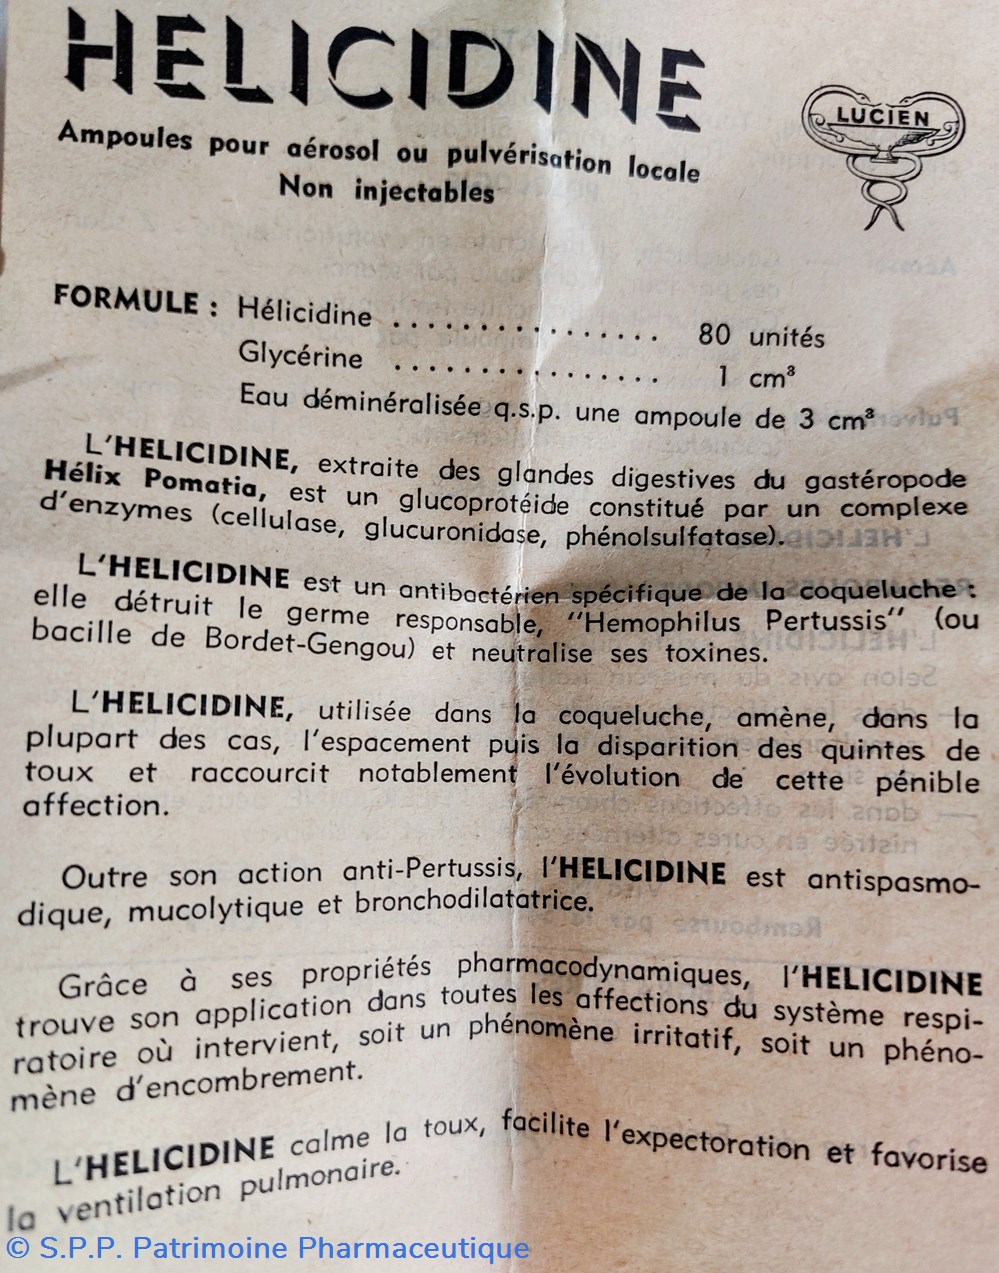 HELICIDINE
LUCIEN
Ampoules pour aérosol ou pulvérisation locale
Non injectables
FORMULE : Hélicidine ................ 80 unités
Glycérine ................ 1 cm³
Eau déminéralisée q.s.p. une ampoule de 3 cm³
L'HELICIDINE, extraite des glandes digestives du gastéropode
Hélix Pomatia, est un glucoprotéide constitué par un complexe
d'enzymes (cellulase, glucuronidase, phénolsulfatase).
L'HELICIDINE est un antibactérien spécifique de la coqueluche :
elle détruit le germe responsable, "Hemophilus Pertussis" (ou
bacille de Bordet-Gengou) et neutralise ses toxines.
L'HELICIDINE, utilisée dans la coqueluche, amène, dans la
plupart des cas, l'espacement puis la disparition des quintes de
toux et raccourcit notablement l'évolution de cette pénible
affection.
Outre son action anti-Pertussis, l'HELICIDINE est antispasmo-
dique, mucolytique et bronchodilatatrice.
Grâce à ses propriétés pharmacodynamiques, l'HELICIDINE
trouve son application dans toutes les affections du système respi-
ratoire où intervient, soit un phénomène irritatif, soit un phéno-
mène d'encombrement.
L'HELICIDINE calme la toux, facilite l'expectoration et favorise
la ventilation pulmonaire.
© S.P.P. Patrimoine Pharmaceutique